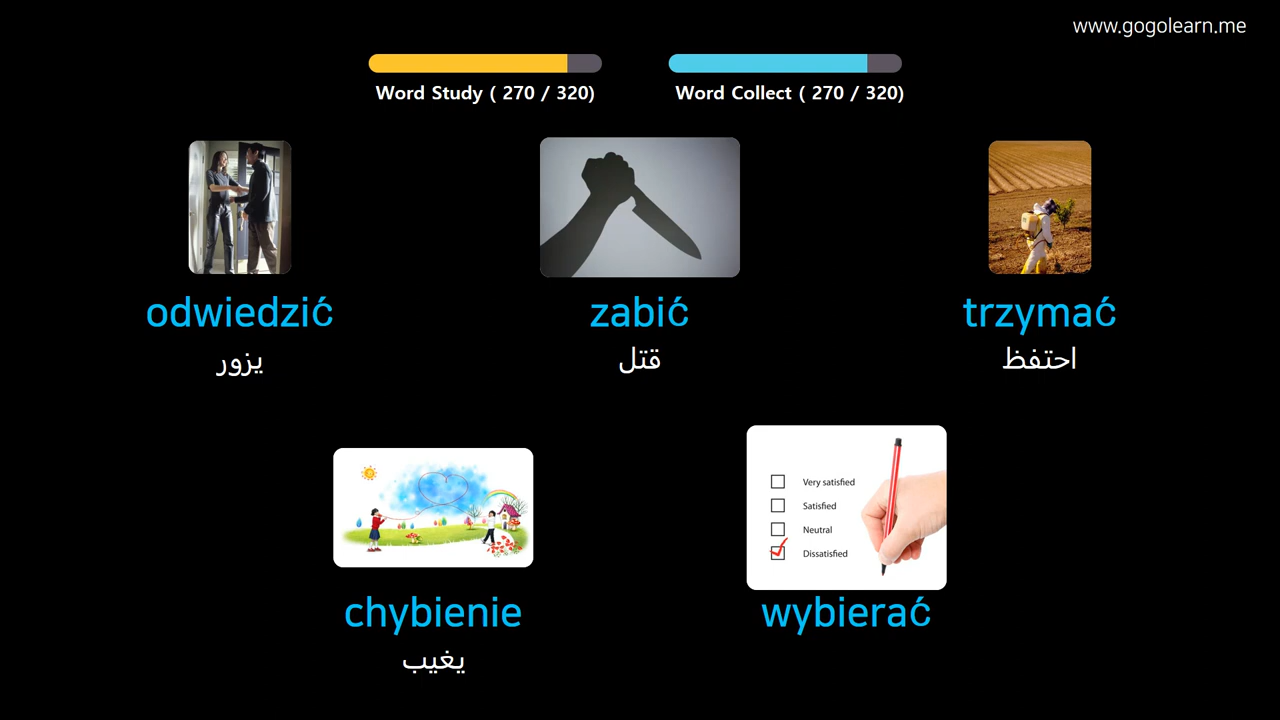 www.gogolearn.me
Word Study ( 270 / 320)
Word Collect ( 270 / 320)
odwiedzić
يزور
zabić
قتل
trzymać
احتفظ
chybienie
يغيب
Very satisfied
Satisfied
Neutral
Dissatisfied
wybierać